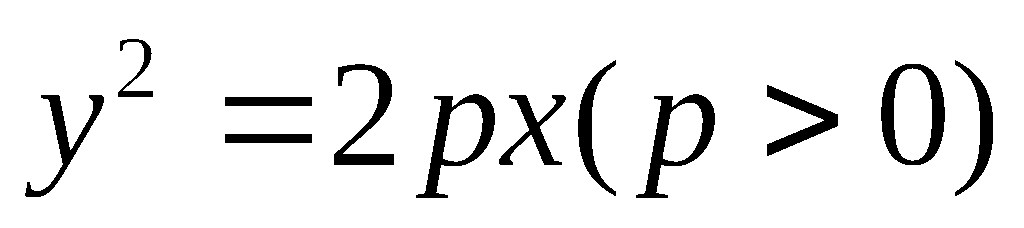 y² =2px(p > 0)